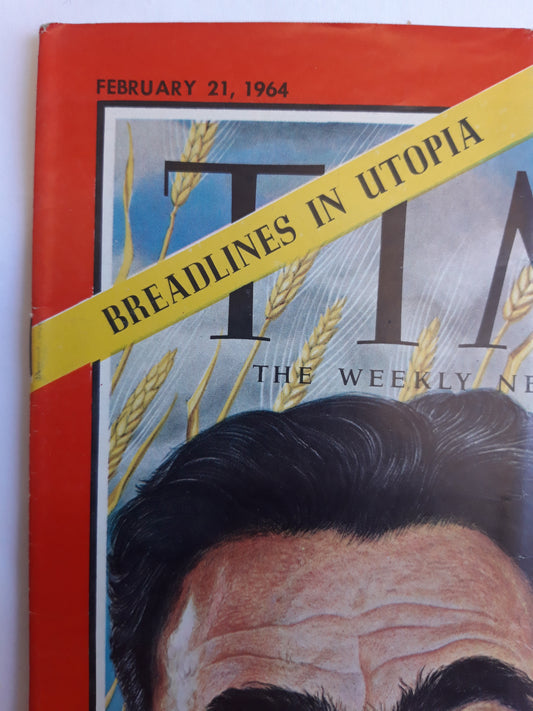 FEBRUARY 21, 1964
BREADLINES IN UTOPIA
TIM
THE WEEKLY NE